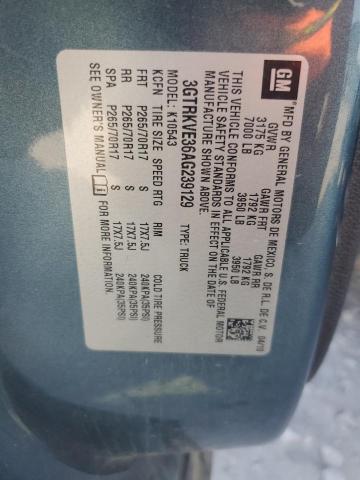 GM
MFD BY GENERAL MOTORS DE MEXICO, S. DE R.L. DE C.V. 04/10
GVWR GAWR FRT GAWR RR
3175 KG 1792 KG 1792 KG
7000 LB 3950 LB 3950 LB
THIS VEHICLE CONFORMS TO ALL APPLICABLE U.S. FEDERAL MOTOR
VEHICLE SAFETY STANDARDS IN EFFECT ON THE DATE OF
MANUFACTURE SHOWN ABOVE.
3GTRKVE36AG239129 TYPE: TRUCK
MODEL: K10543
KCFN TIRE SIZE SPEED RTG RIM COLD TIRE PRESSURE
FRT P265/70R17 S 17X7.5J 240KPA(35PSI)
RR P265/70R17 S 17X7.5J 240KPA(35PSI)
SPA P265/70R17 S 17X7.5J 240KPA(35PSI)
SEE OWNER'S MANUAL FOR MORE INFORMATION.